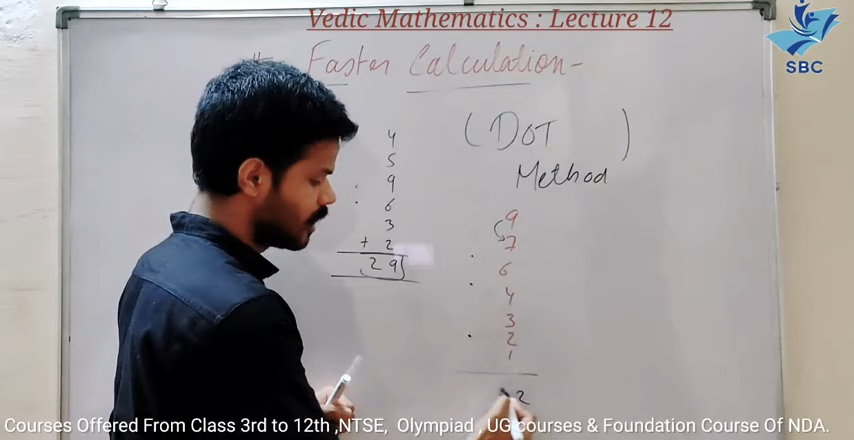 Vedic Mathematics : Lecture 12
SBC
Faster Calculation-
4
5
9
6
3
+ 2
29
(DOT )
Method
9
7
6
4
3
2
1
2
Courses Offered From Class 3rd to 12th ,NTSE, Olympiad , UG courses & Foundation Course Of NDA.